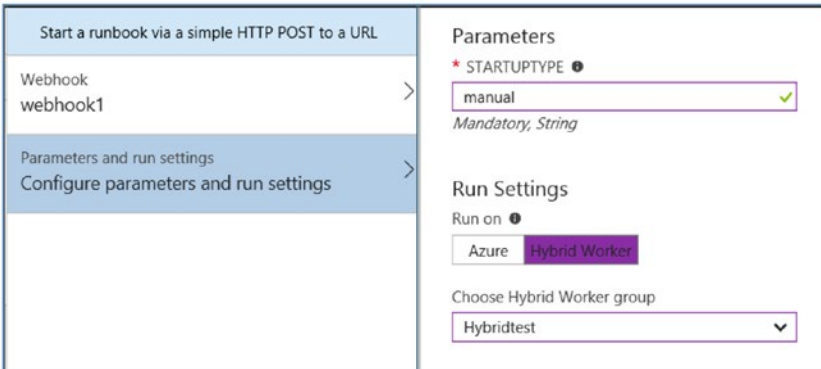 Start a runbook via a simple HTTP POST to a URL
Webhook
webhook1
Parameters and run settings
Configure parameters and run settings
Parameters
* STARTUPTYPE
manual
Mandatory, String
Run Settings
Run on
Azure Hybrid Worker
Choose Hybrid Worker group
Hybridtest